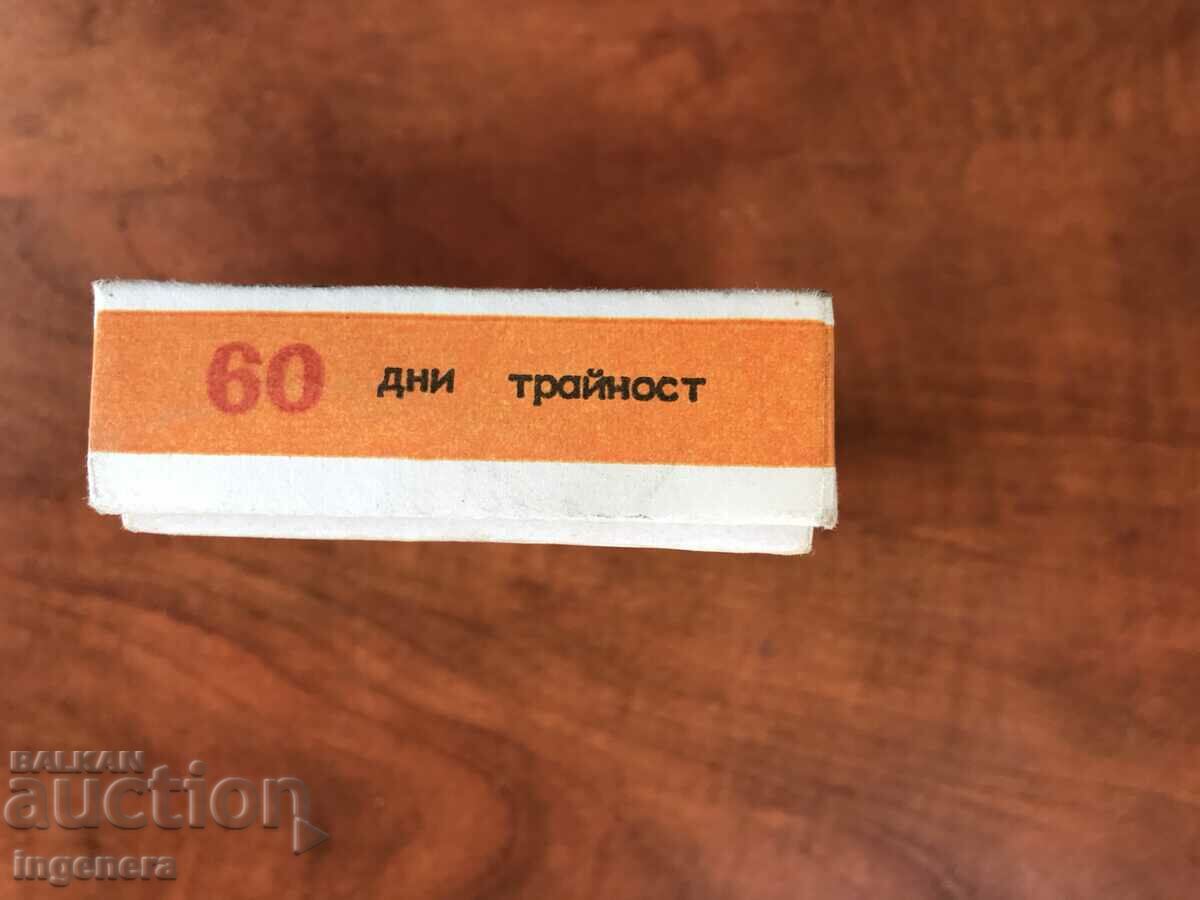 60 дни трайност
BALKAN
auction
ingenera